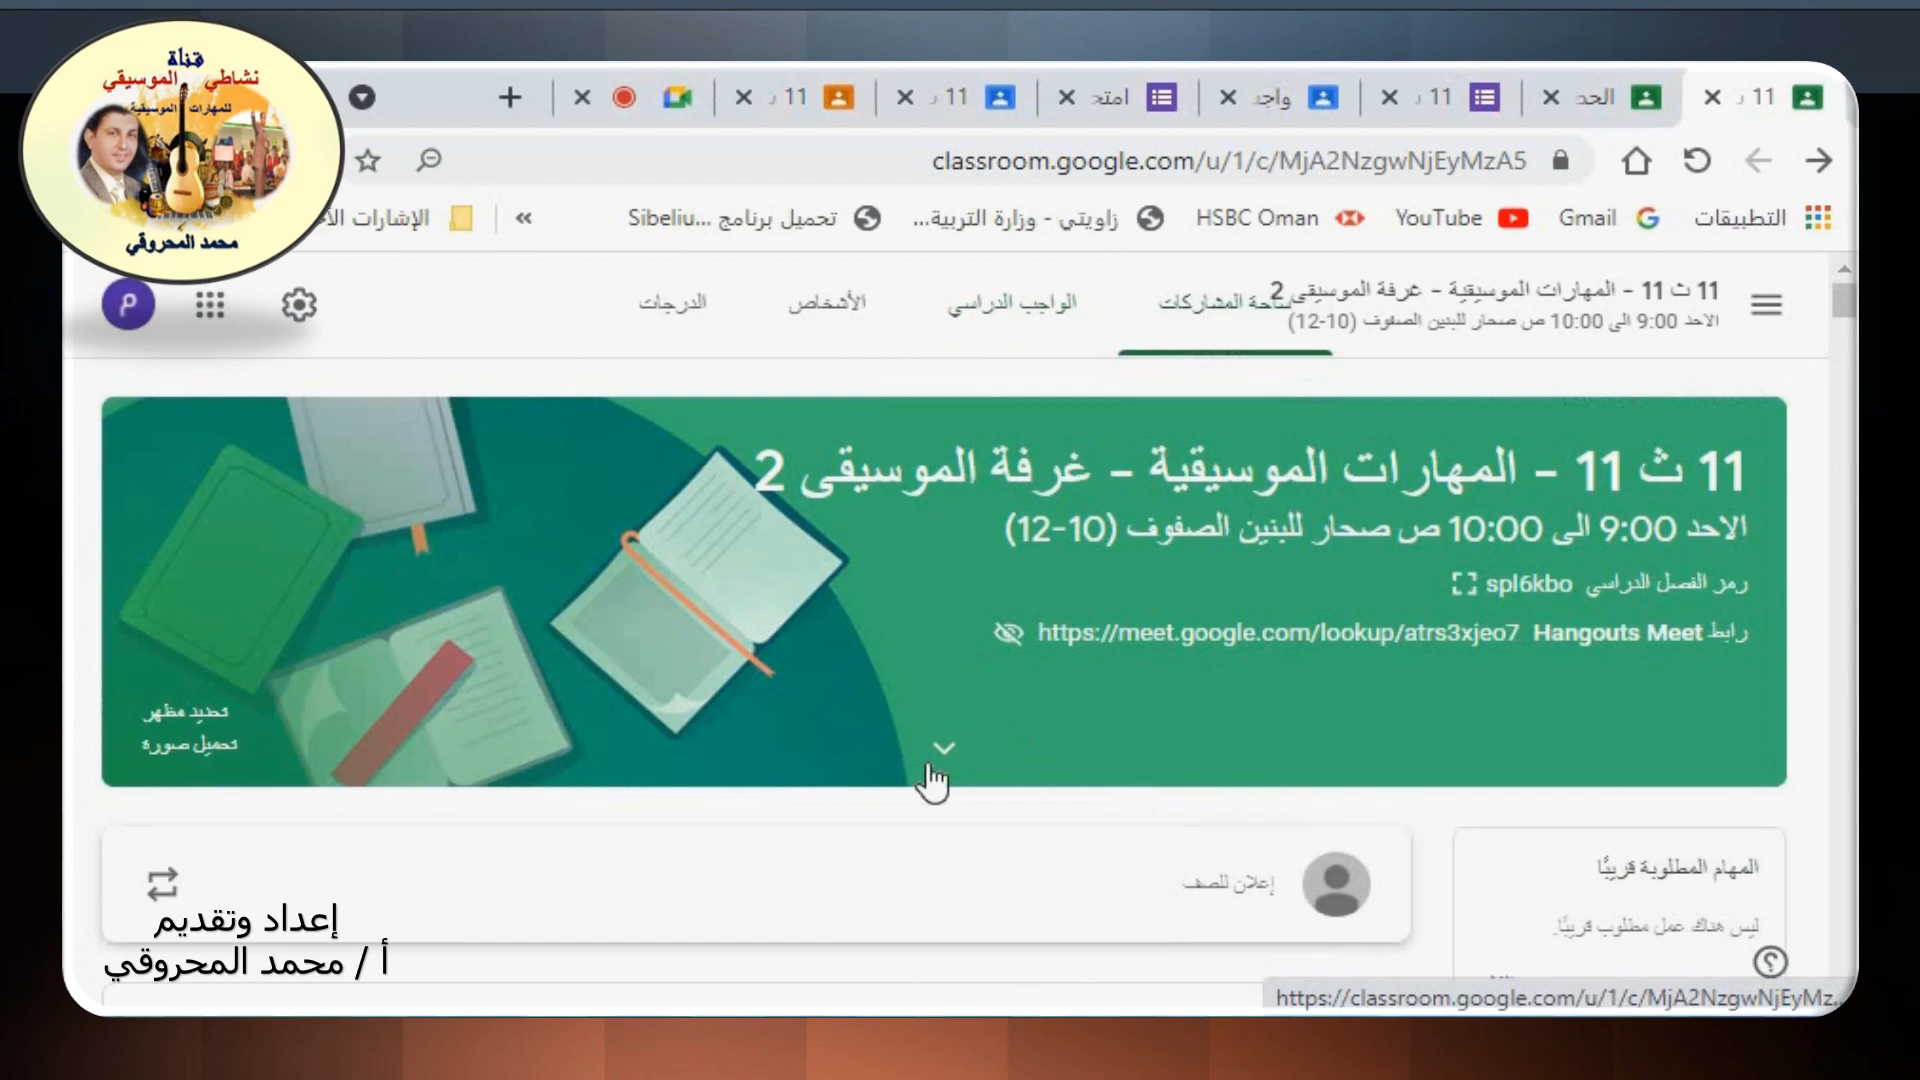 قناة
نشاطي الموسيقي
للمهارات الموسيقية
محمد المحروقي
11
الحد
11
واجد
امتحـ
11
11
classroom.google.com/u/1/c/MjA2NzgwNjEyMzA5
التطبيقات
Gmail
YouTube
HSBC Oman
زاويتي - وزارة التربية...
تحميل برنامج Sibeliu...
الإشارات
11 ث 11 - المهارات الموسيقية - غرفة الموسيقى 2
الاحد 9:00 الى 10:00 ص صحار للبنين الصفوف (10-12)
ساحة المشاركات
الواجب الدراسي
الأشخاص
الدرجات
11 ث 11 - المهارات الموسيقية - غرفة الموسيقى 2
الاحد 9:00 الى 10:00 ص صحار للبنين الصفوف (10-12)
رمز الفصل الدراسي spl6kbo
رابط Hangouts Meet https://meet.google.com/lookup/atrs3xjeo7
تحديد مظهر
تحميل صورة
المهام المطلوبة قريبًا
ليس هناك عمل مطلوب قريبًا.
إعلان للصف
إعداد وتقديم
أ / محمد المحروقي
https://classroom.google.com/u/1/c/MjA2NzgwNjEyMz...